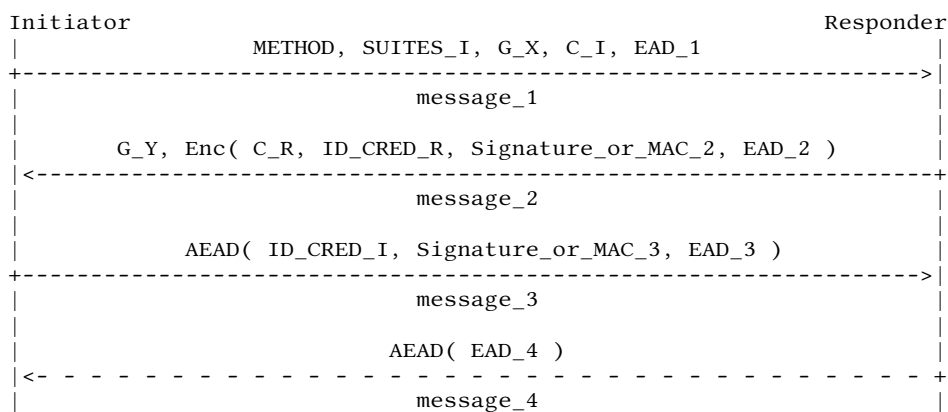 Initiator Responder
METHOD, SUITES_I, G_X, C_I, EAD_1
message_1
G_Y, Enc( C_R, ID_CRED_R, Signature_or_MAC_2, EAD_2 )
message_2
AEAD( ID_CRED_I, Signature_or_MAC_3, EAD_3 )
message_3
AEAD( EAD_4 )
message_4